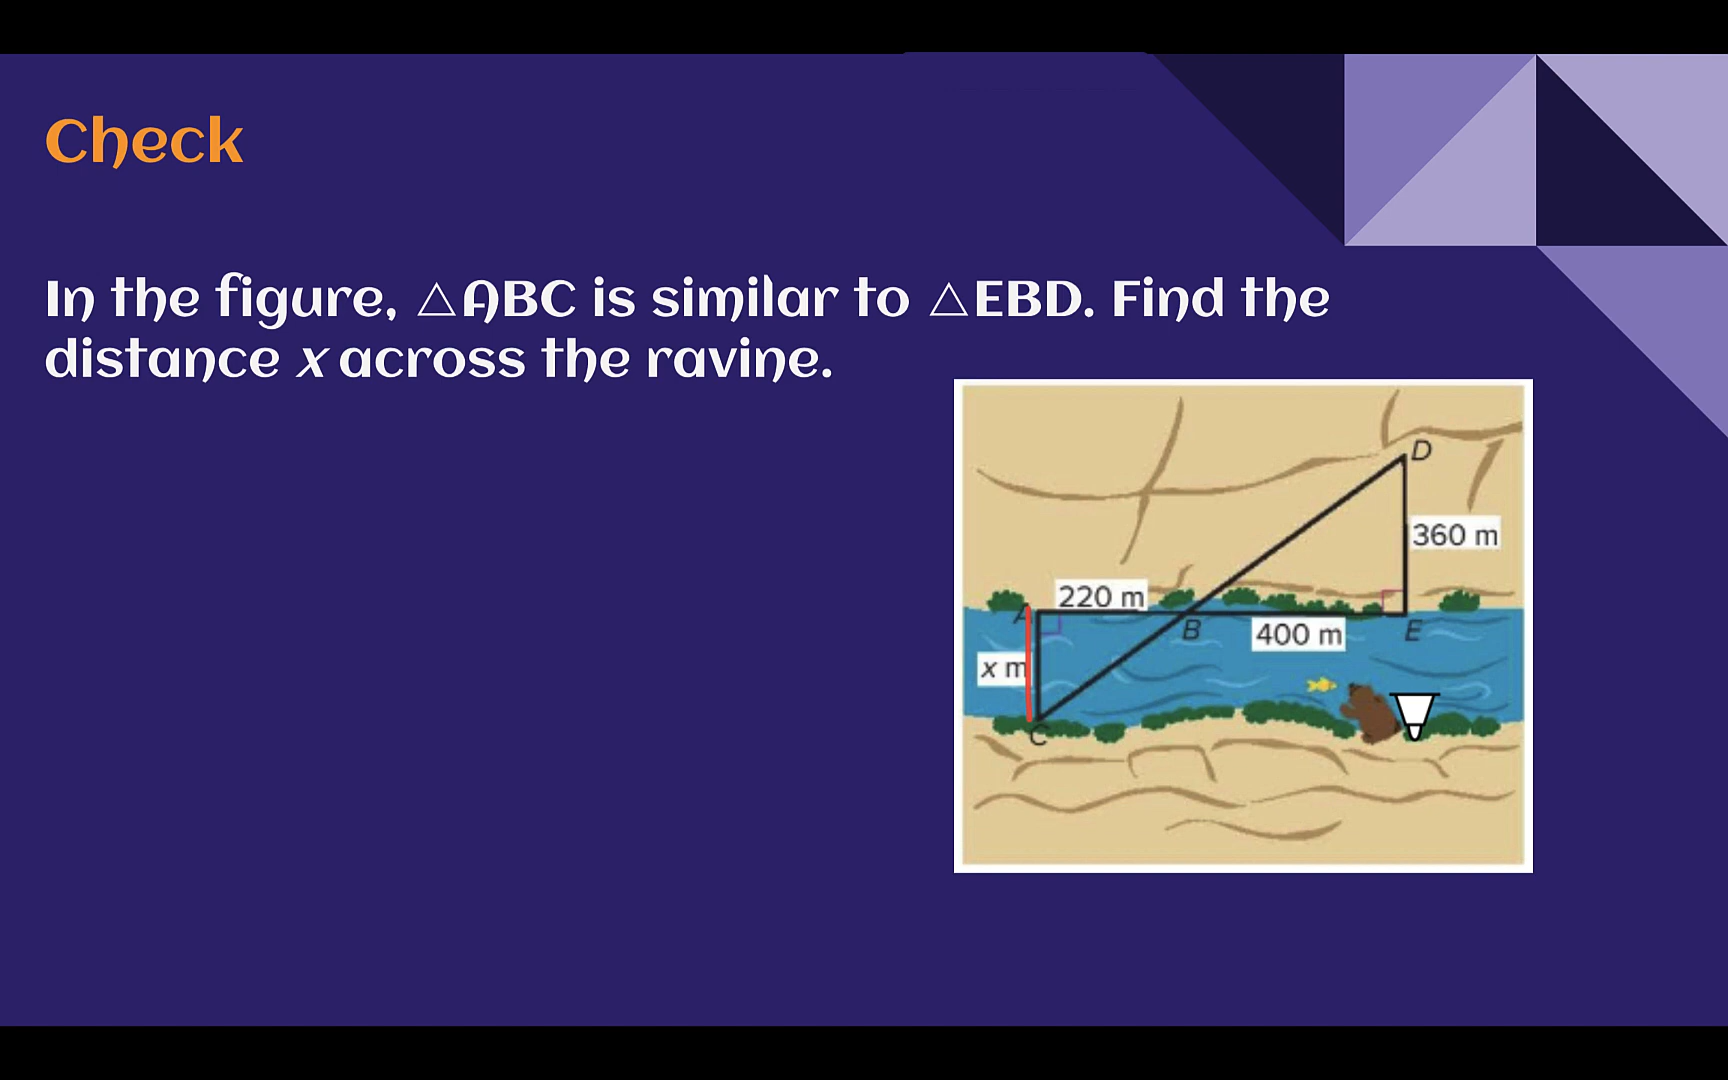 Check
In the figure, △ABC is similar to △EBD. Find the
distance x across the ravine.
D
360 m
220 m
A
B
400 m
E
x m
C